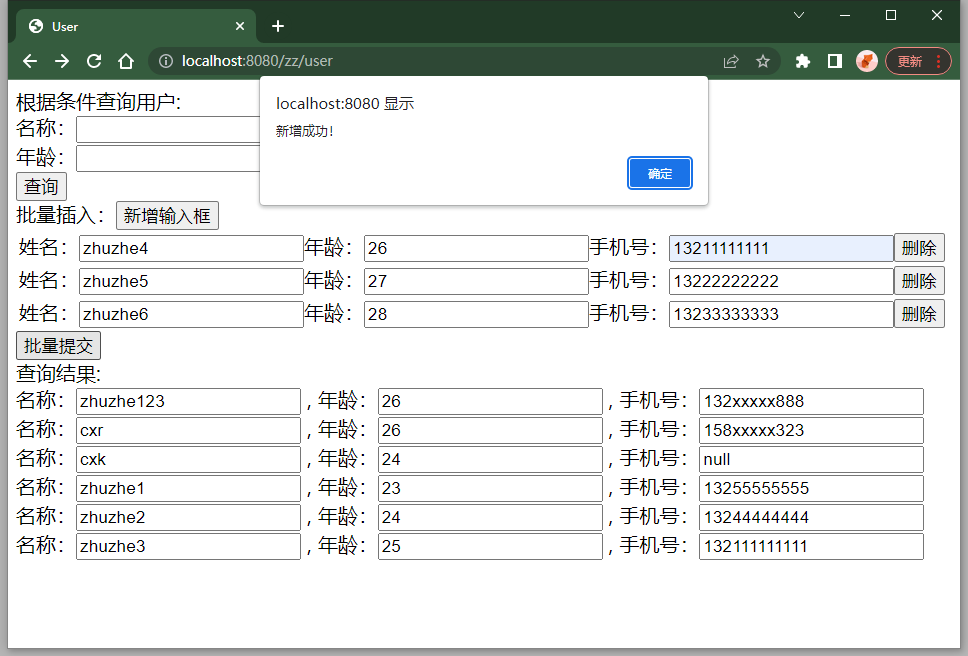 User
localhost:8080/zz/user
更新
localhost:8080 显示
新增成功!
确定
根据条件查询用户:
名称:
年龄:
查询
批量插入: 新增输入框
姓名: zhuzhe4 年龄: 26 手机号: 13211111111 删除
姓名: zhuzhe5 年龄: 27 手机号: 13222222222 删除
姓名: zhuzhe6 年龄: 28 手机号: 13233333333 删除
批量提交
查询结果:
名称: zhuzhe123 , 年龄: 26 , 手机号: 132xxxxx888
名称: cxr , 年龄: 26 , 手机号: 158xxxxx323
名称: cxk , 年龄: 24 , 手机号: null
名称: zhuzhe1 , 年龄: 23 , 手机号: 13255555555
名称: zhuzhe2 , 年龄: 24 , 手机号: 13244444444
名称: zhuzhe3 , 年龄: 25 , 手机号: 132111111111